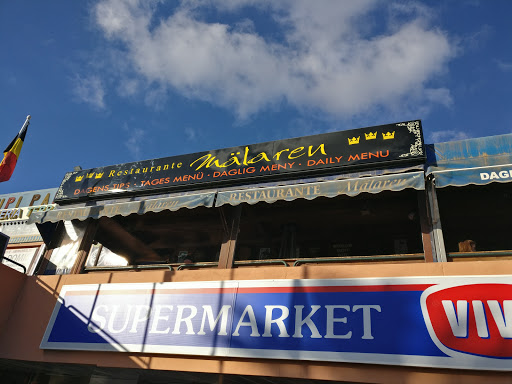 Restaurante Mälaren
DAGENS TIPS · TAGES MENÜ · DAGLIG MENY · DAILY MENU
RESTAURANTE Mälaren
SUPERMARKET
VIV